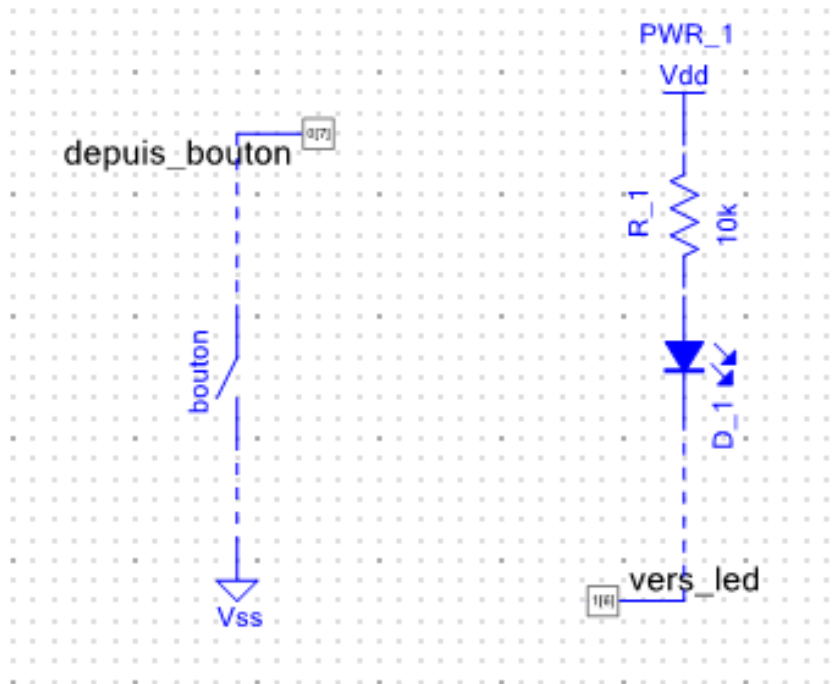 PWR_1
Vdd
0[7]
depuis_bouton
R_1
10k
bouton
D_1
vers_led
1[6]
Vss